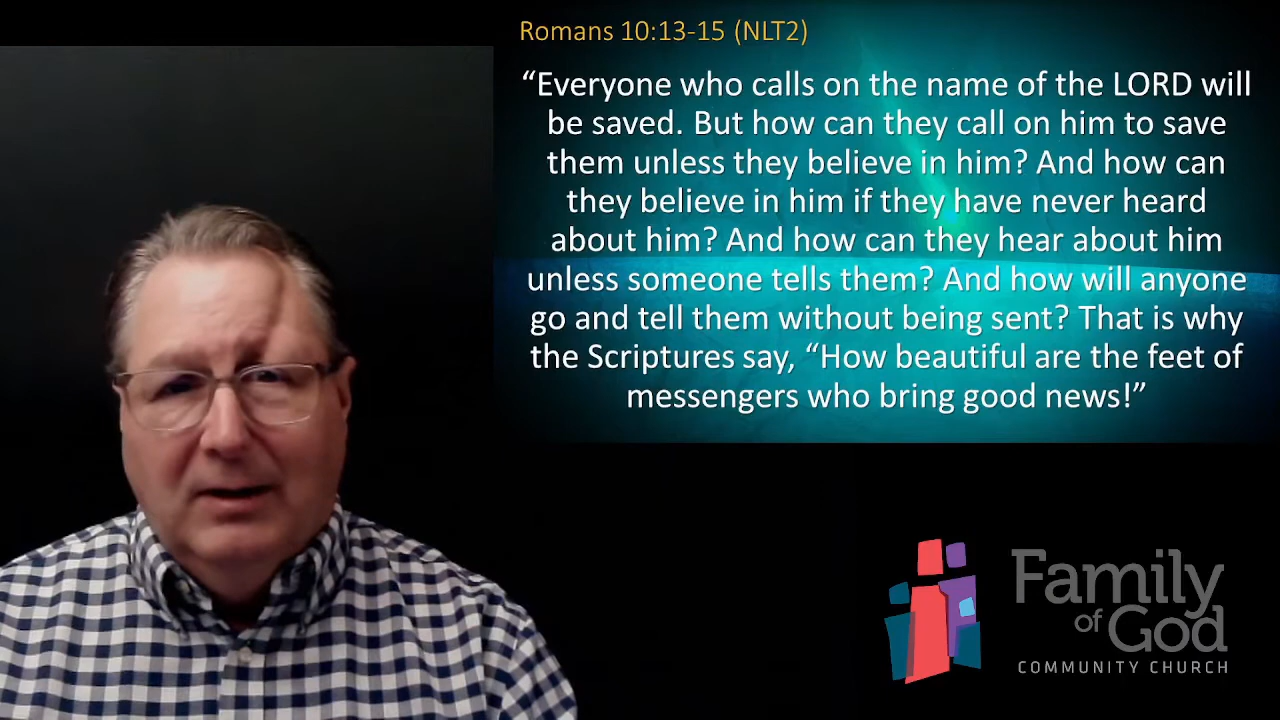 Romans 10:13-15 (NLT2)
“Everyone who calls on the name of the LORD will
be saved. But how can they call on him to save
them unless they believe in him? And how can
they believe in him if they have never heard
about him? And how can they hear about him
unless someone tells them? And how will anyone
go and tell them without being sent? That is why
the Scriptures say, “How beautiful are the feet of
messengers who bring good news!”
Family
of God
COMMUNITY CHURCH